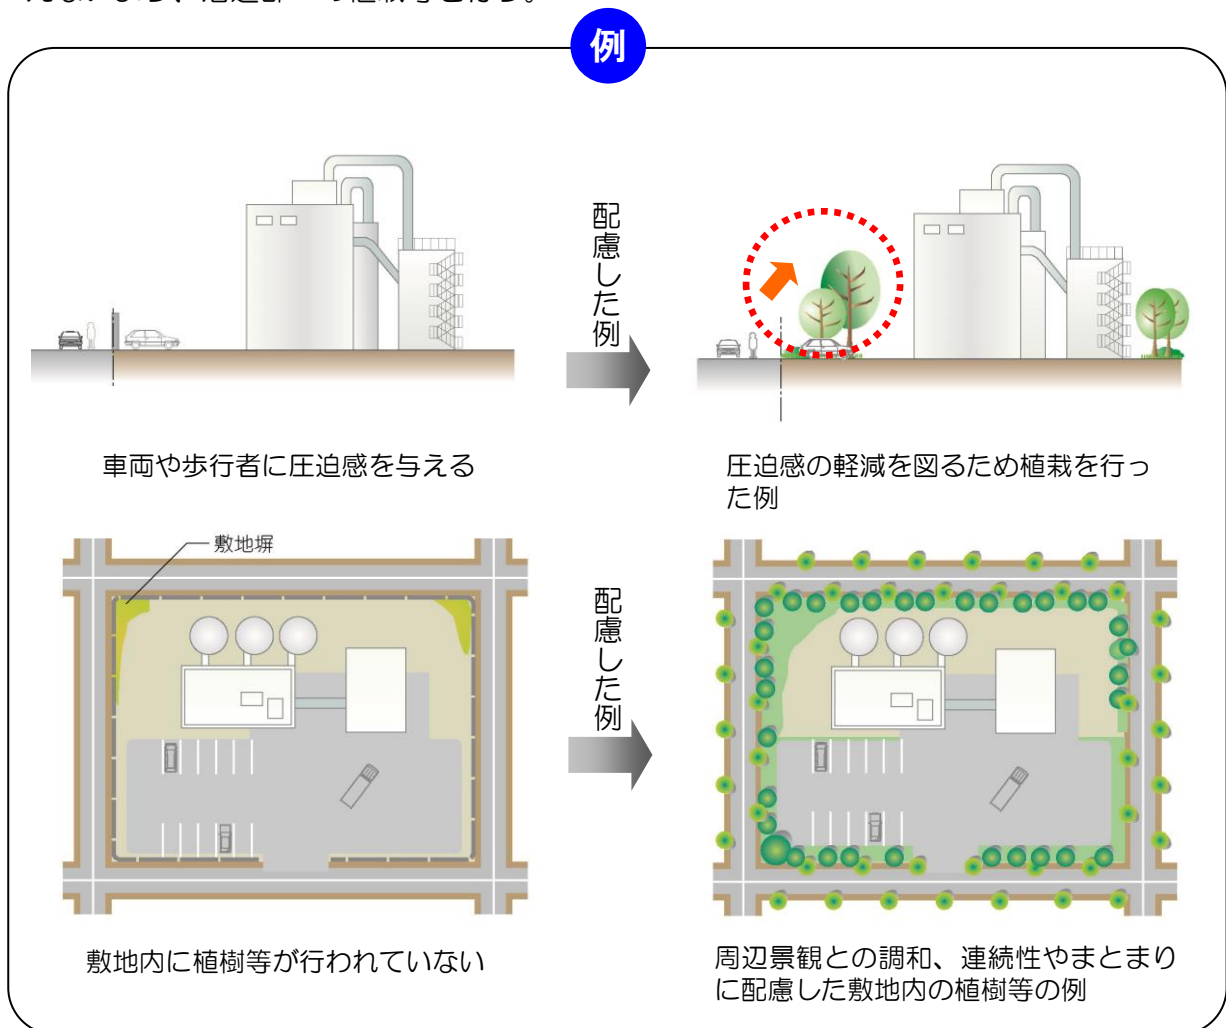 例
配慮した例
車両や歩行者に圧迫感を与える
圧迫感の軽減を図るため植栽を行っ
た例
敷地塀
配慮した例
敷地内に植樹等が行われていない
周辺景観との調和、連続性やまとまり
に配慮した敷地内の植樹等の例